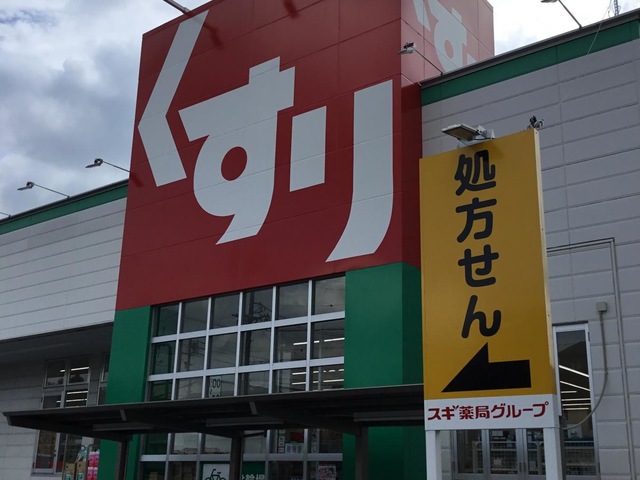 くすり
処方せん
スギ薬局グループ